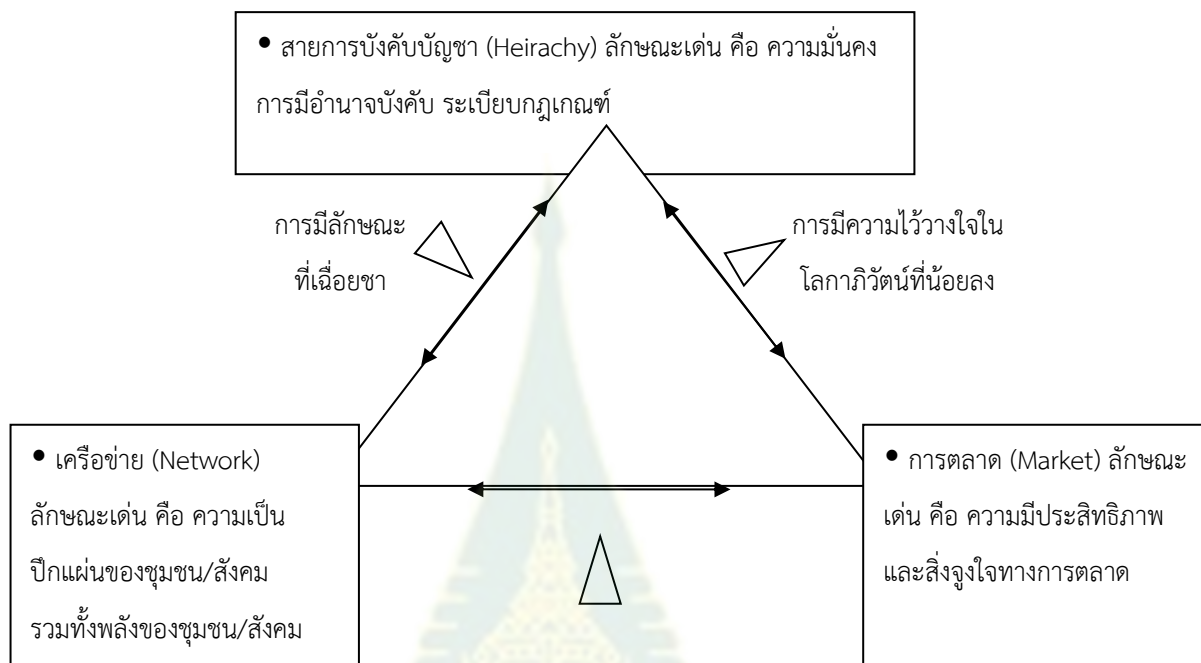 • สายการบังคับบัญชา (Heirachy) ลักษณะเด่น คือ ความมั่นคง
การมีอำนาจบังคับ ระเบียบกฎเกณฑ์
การมีลักษณะ
ที่เฉื่อยชา
การมีความไว้วางใจใน
โลกาภิวัตน์ที่น้อยลง
• เครือข่าย (Network)
ลักษณะเด่น คือ ความเป็น
ปึกแผ่นของชุมชน/สังคม
รวมทั้งพลังของชุมชน/สังคม
• การตลาด (Market) ลักษณะ
เด่น คือ ความมีประสิทธิภาพ
และสิ่งจูงใจทางการตลาด